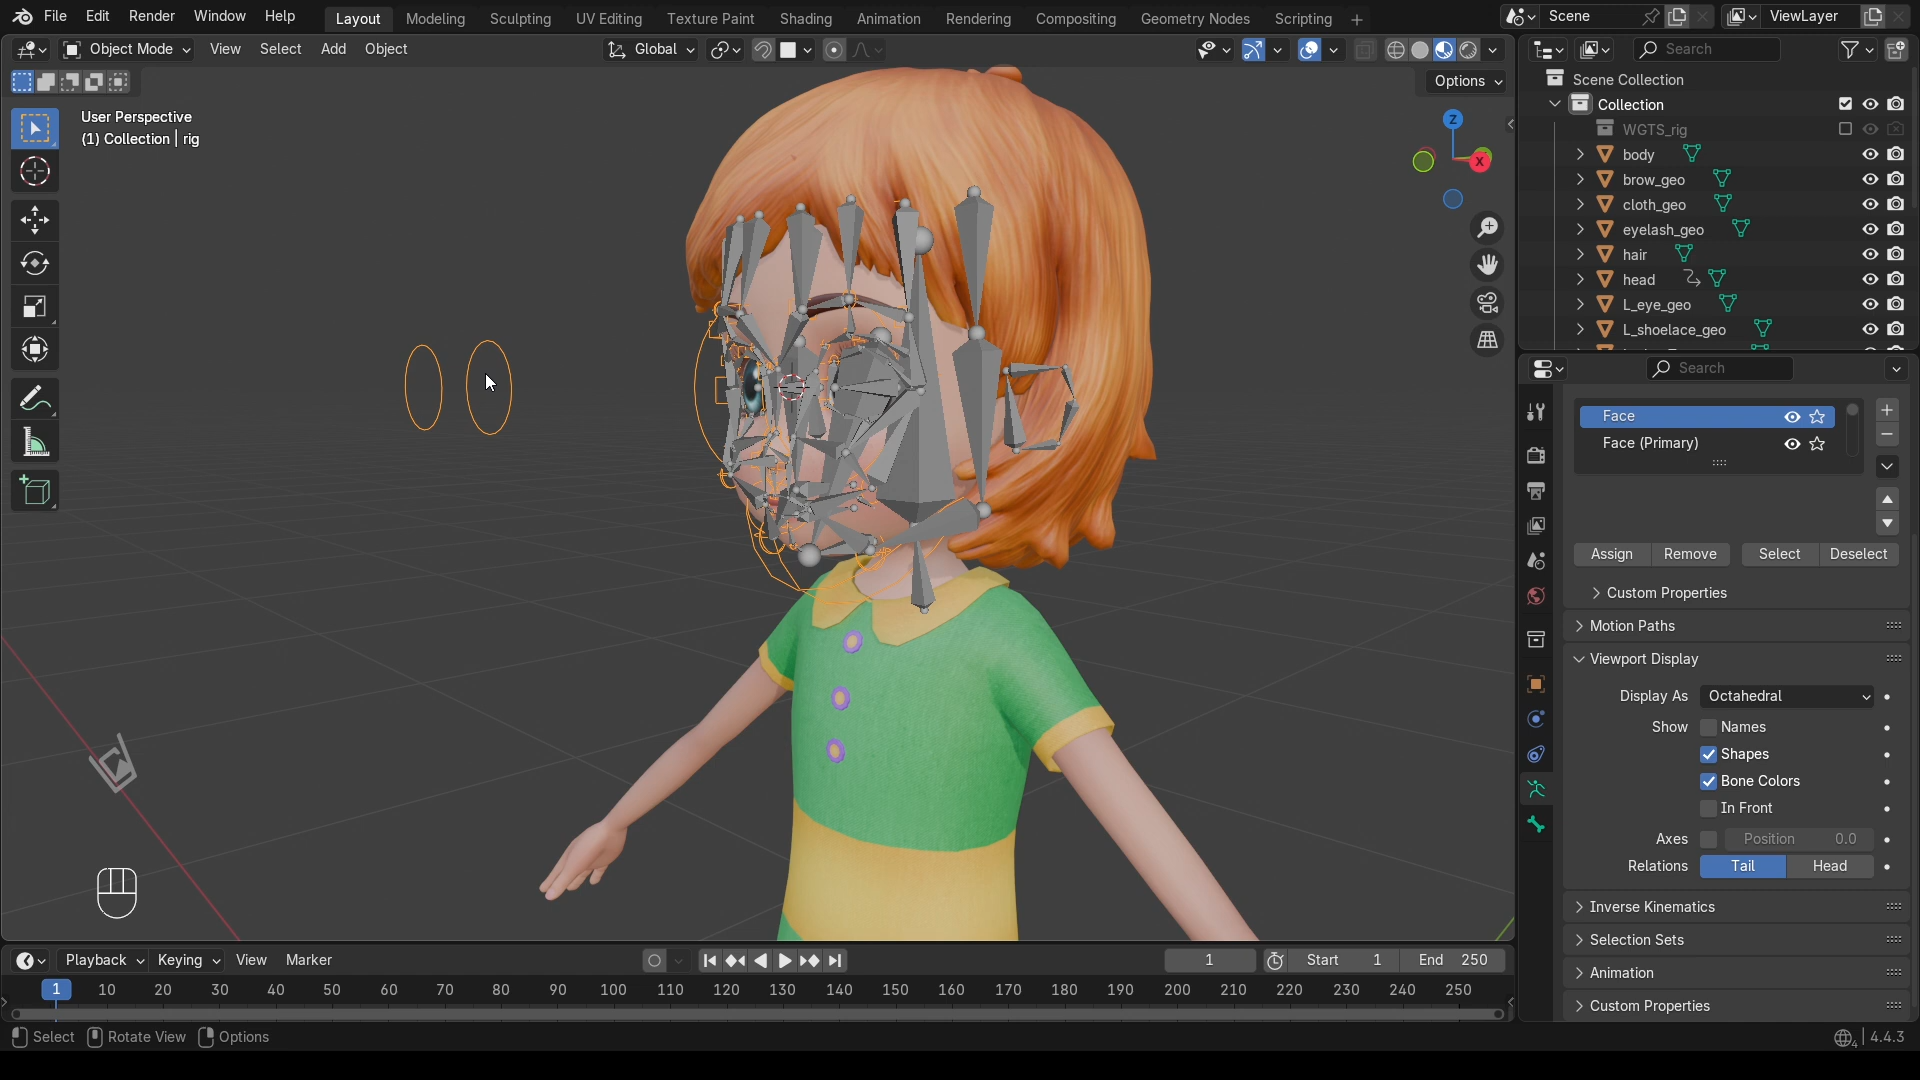 File Edit Render Window Help Layout Modeling Sculpting UV Editing Texture Paint Shading Animation Rendering Compositing Geometry Nodes Scripting Scene ViewLayer
Object Mode View Select Add Object Global Search
Options
User Perspective
(1) Collection | rig
Z
X
Scene Collection
Collection
WGTS_rig
body
brow_geo
cloth_geo
eyelash_geo
hair
head
L_eye_geo
L_shoelace_geo
Search
Face
Face (Primary)
Assign Remove Select Deselect
Custom Properties
Motion Paths
Viewport Display
Display As Octahedral
Show Names
Shapes
Bone Colors
In Front
Axes Position 0.0
Relations Tail Head
Inverse Kinematics
Selection Sets
Animation
Custom Properties
Playback Keying View Marker 1 Start 1 End 250
1 10 20 30 40 50 60 70 80 90 100 110 120 130 140 150 160 170 180 190 200 210 220 230 240 250
Select Rotate View Options 4 4.4.3